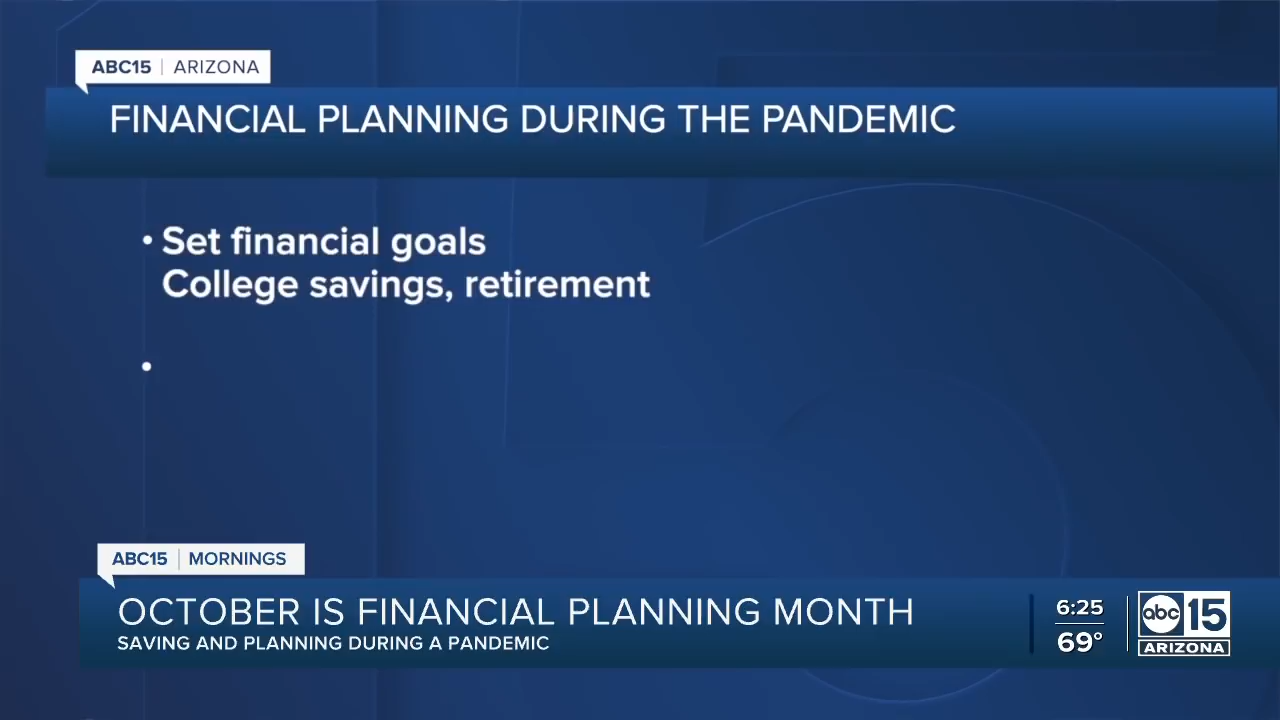 ABC15 | ARIZONA
FINANCIAL PLANNING DURING THE PANDEMIC
• Set financial goals
College savings, retirement
•
ABC15 | MORNINGS
OCTOBER IS FINANCIAL PLANNING MONTH
SAVING AND PLANNING DURING A PANDEMIC
6:25
69°
abc 15
ARIZONA